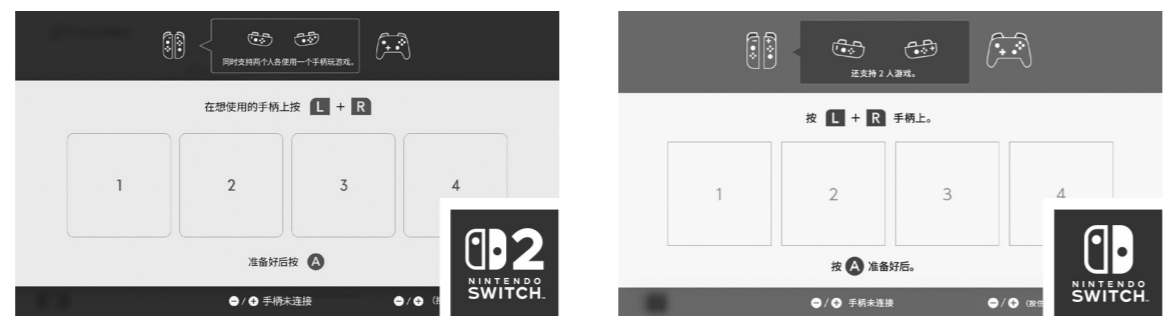 同时支持两个人各使用一个手柄玩游戏。
在想使用的手柄上按 L + R
1 2 3 4
准备好后按 A
⊖/⊕ 手柄未连接 ⊖/⊕
2
NINTENDO
SWITCH
还支持 2 人游戏。
按 L + R 手柄上。
1 2 3 4
按 A 准备好后。
⊖/⊕ 手柄未连接 ⊖/⊕
NINTENDO
SWITCH